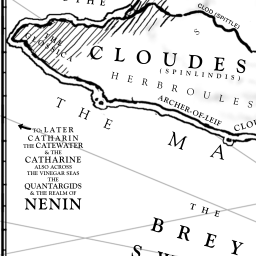 THE
CLOD (SPITTLE)
S
THE
CLOUDES
(SPINLINDIS)
HERBROULES
ARCHER-OF-LEIF
CLO
THE MA
TO: LATER
CATHARIN
THE CATEWATER
& THE
CATHARINE
ALSO ACROSS
THE VINEGAR SEAS
THE
QUANTARGIDS
& THE REALM OF
NENIN
THE
BREY